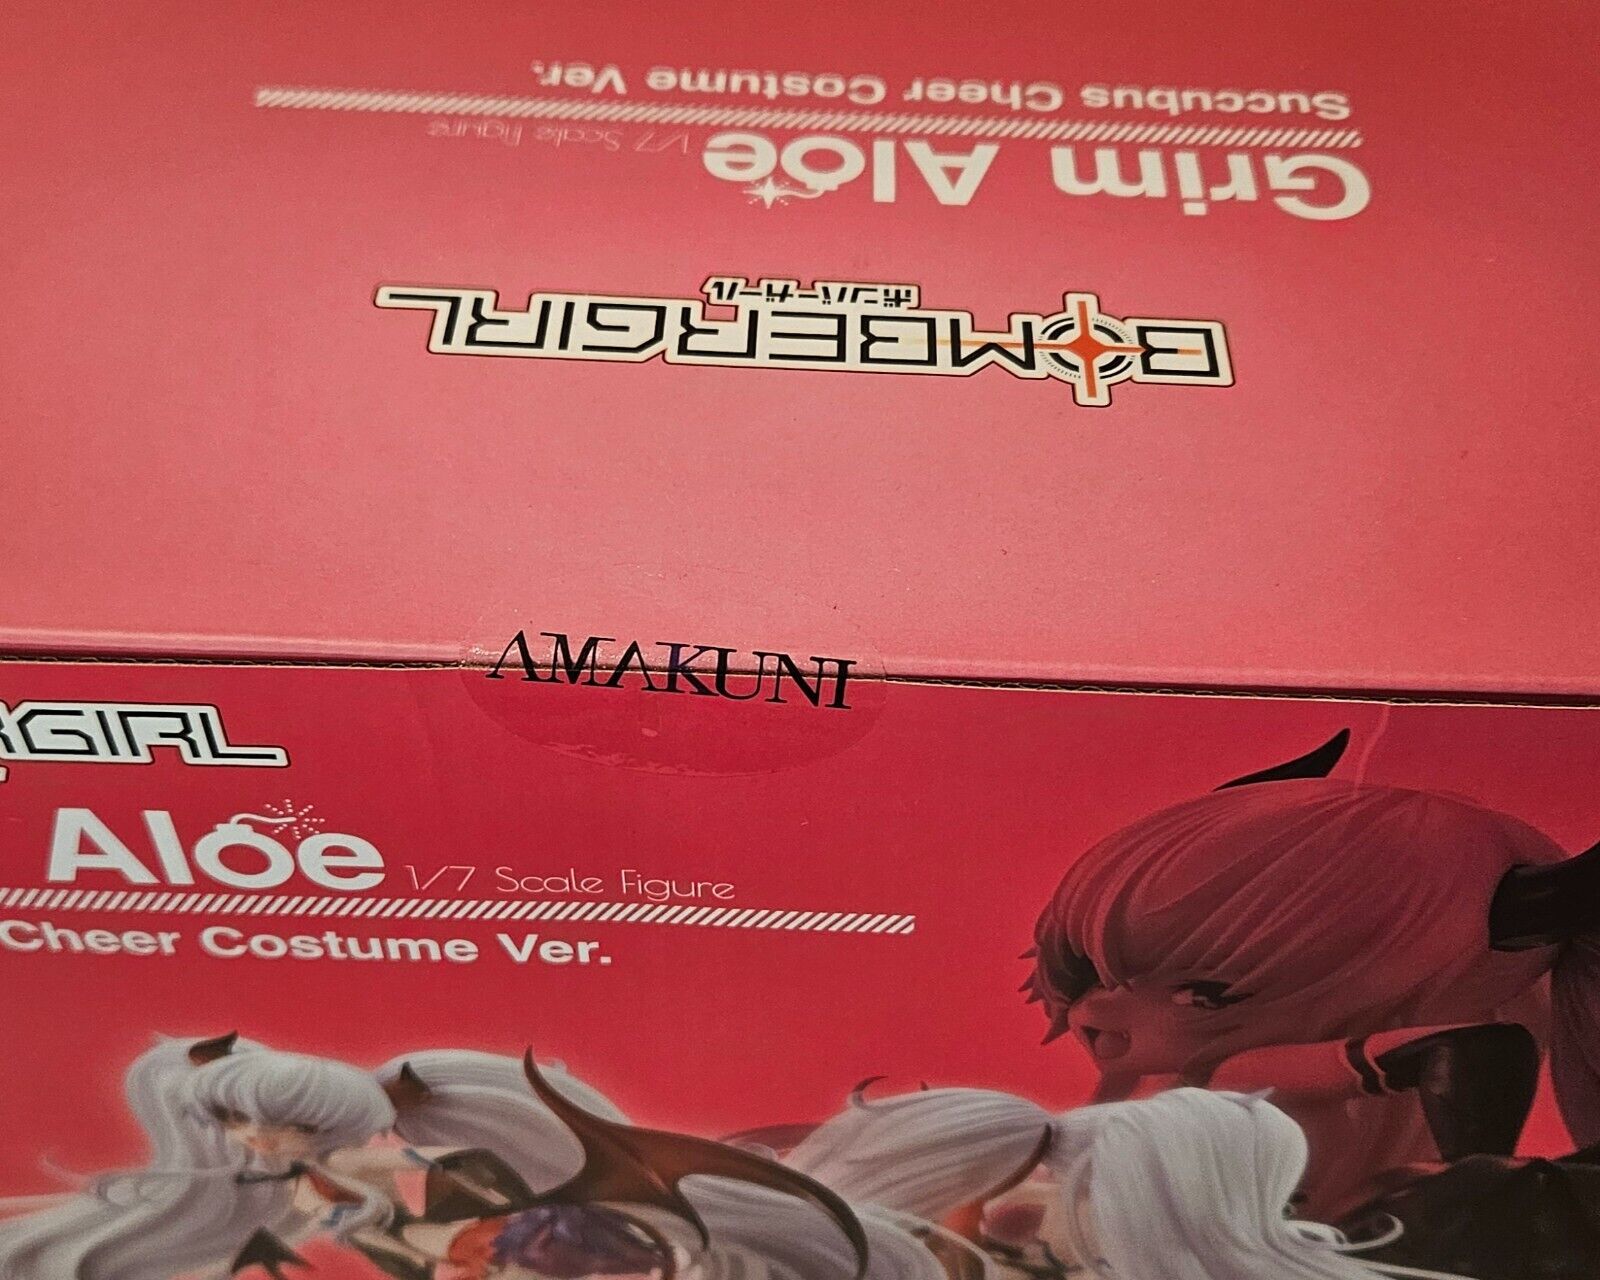 BOMBERGIRL
ボンバーガール
Grim Aloe 1/7 Scale Figure
Succubus Cheer Costume Ver.
AMAKUNI
RGIRL
Aloe 1/7 Scale Figure
Cheer Costume Ver.